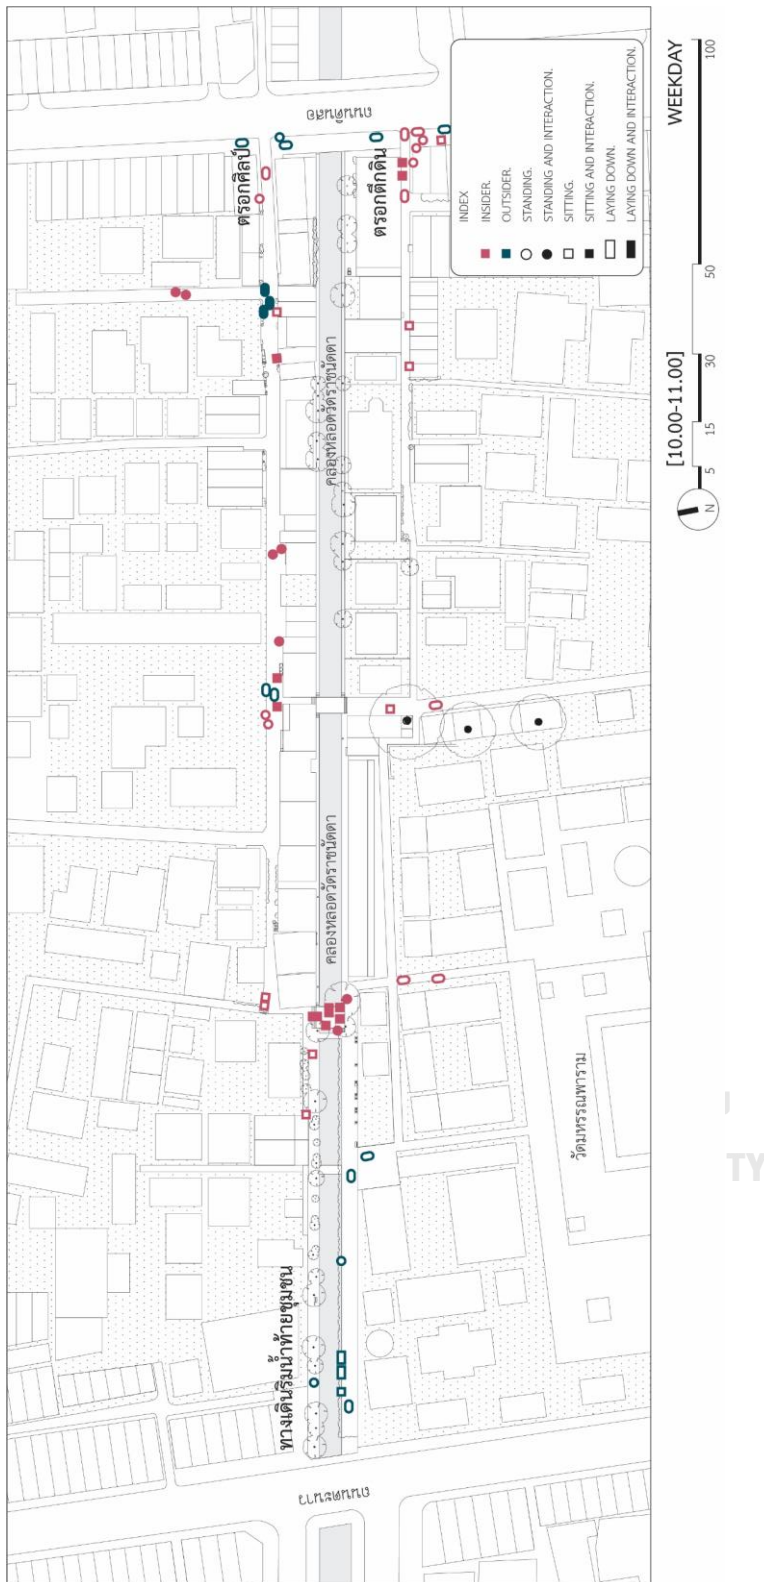 ถนนดินสอ
ตรอกศิลป์
ตรอกตึกดิน
คลองหลอดวัดราชนัดดา
คลองหลอดวัดราชนัดดา
วัดมหรรณพาราม
ทางเดินริมน้ำท้ายชุมชน
ถนนตะนาว
INDEX
INSIDER.
OUTSIDER.
STANDING.
STANDING AND INTERACTION.
SITTING.
SITTING AND INTERACTION.
LAYING DOWN.
LAYING DOWN AND INTERACTION.
WEEKDAY
[10.00-11.00]
N
5 15 30 50 100
TY